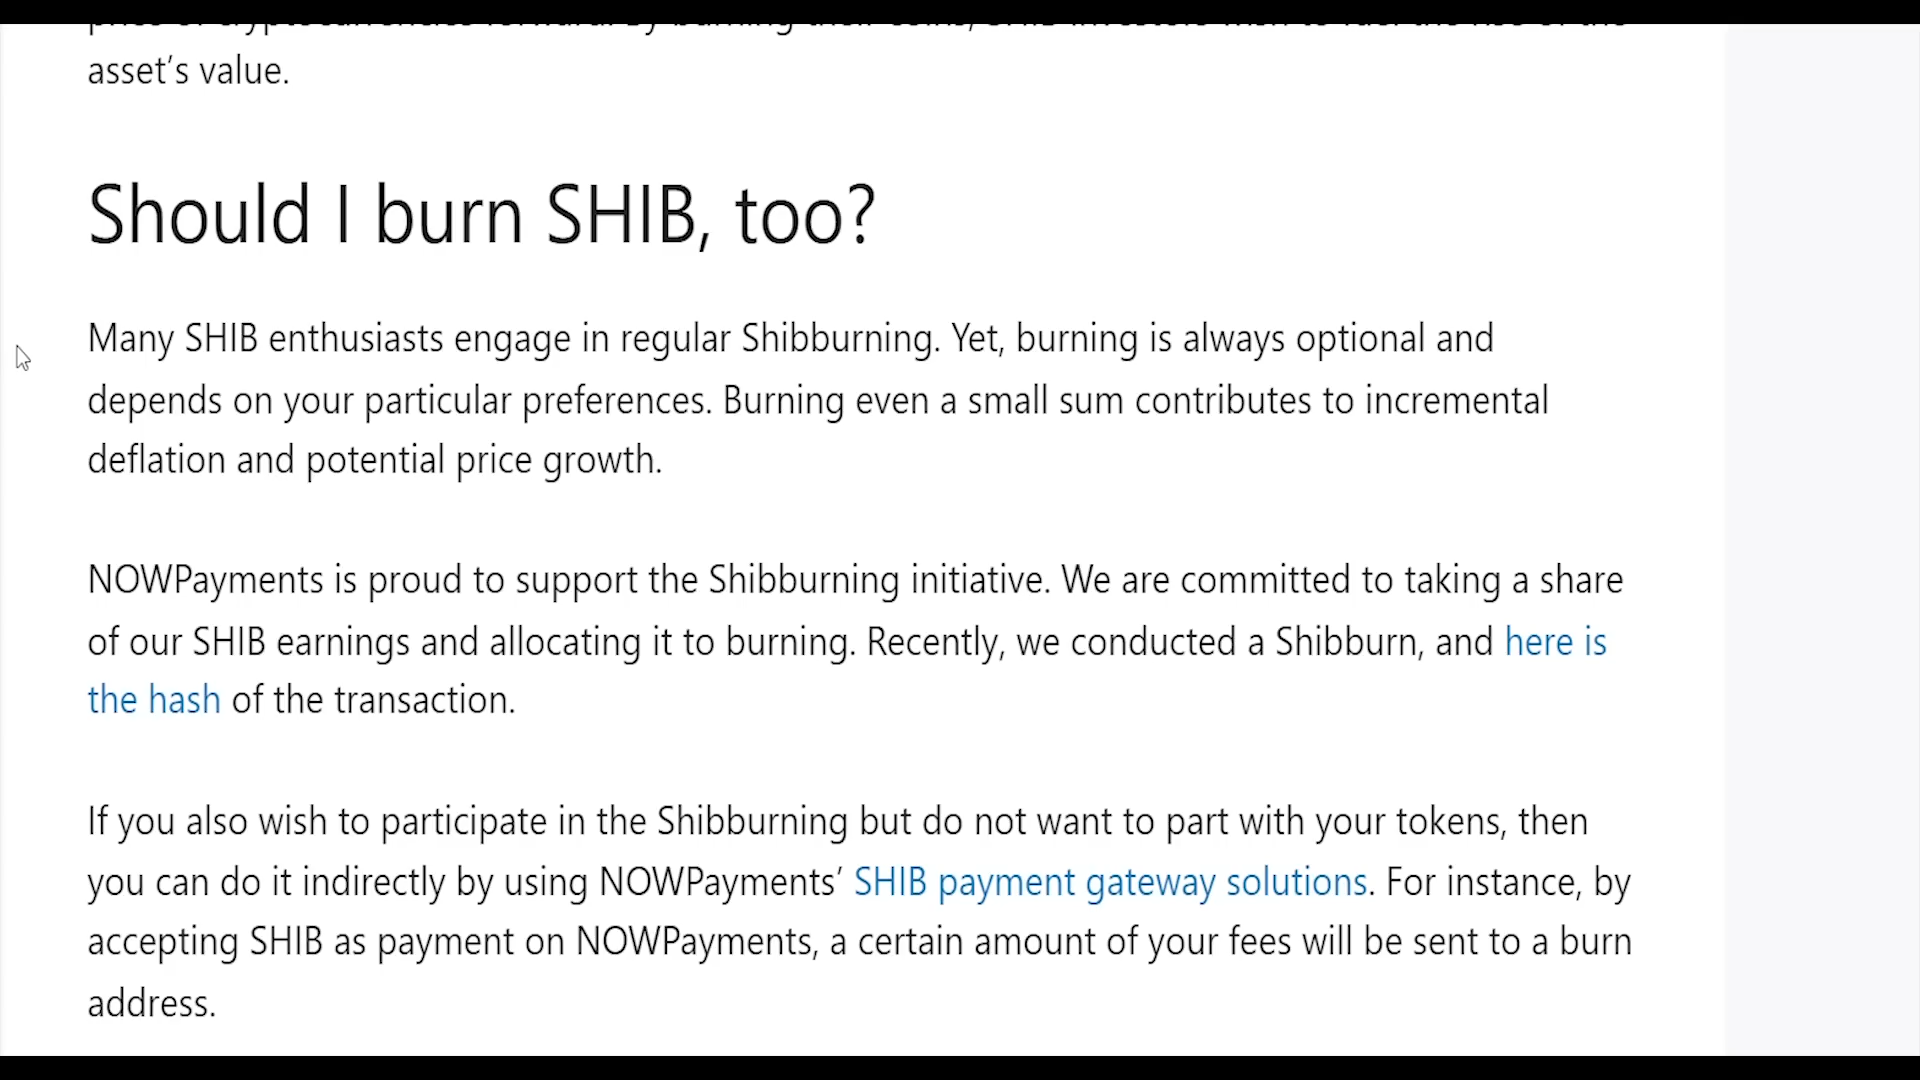 asset’s value.
Should I burn SHIB, too?
Many SHIB enthusiasts engage in regular Shibburning. Yet, burning is always optional and
depends on your particular preferences. Burning even a small sum contributes to incremental
deflation and potential price growth.
NOWPayments is proud to support the Shibburning initiative. We are committed to taking a share
of our SHIB earnings and allocating it to burning. Recently, we conducted a Shibburn, and here is
the hash of the transaction.
If you also wish to participate in the Shibburning but do not want to part with your tokens, then
you can do it indirectly by using NOWPayments’ SHIB payment gateway solutions. For instance, by
accepting SHIB as payment on NOWPayments, a certain amount of your fees will be sent to a burn
address.